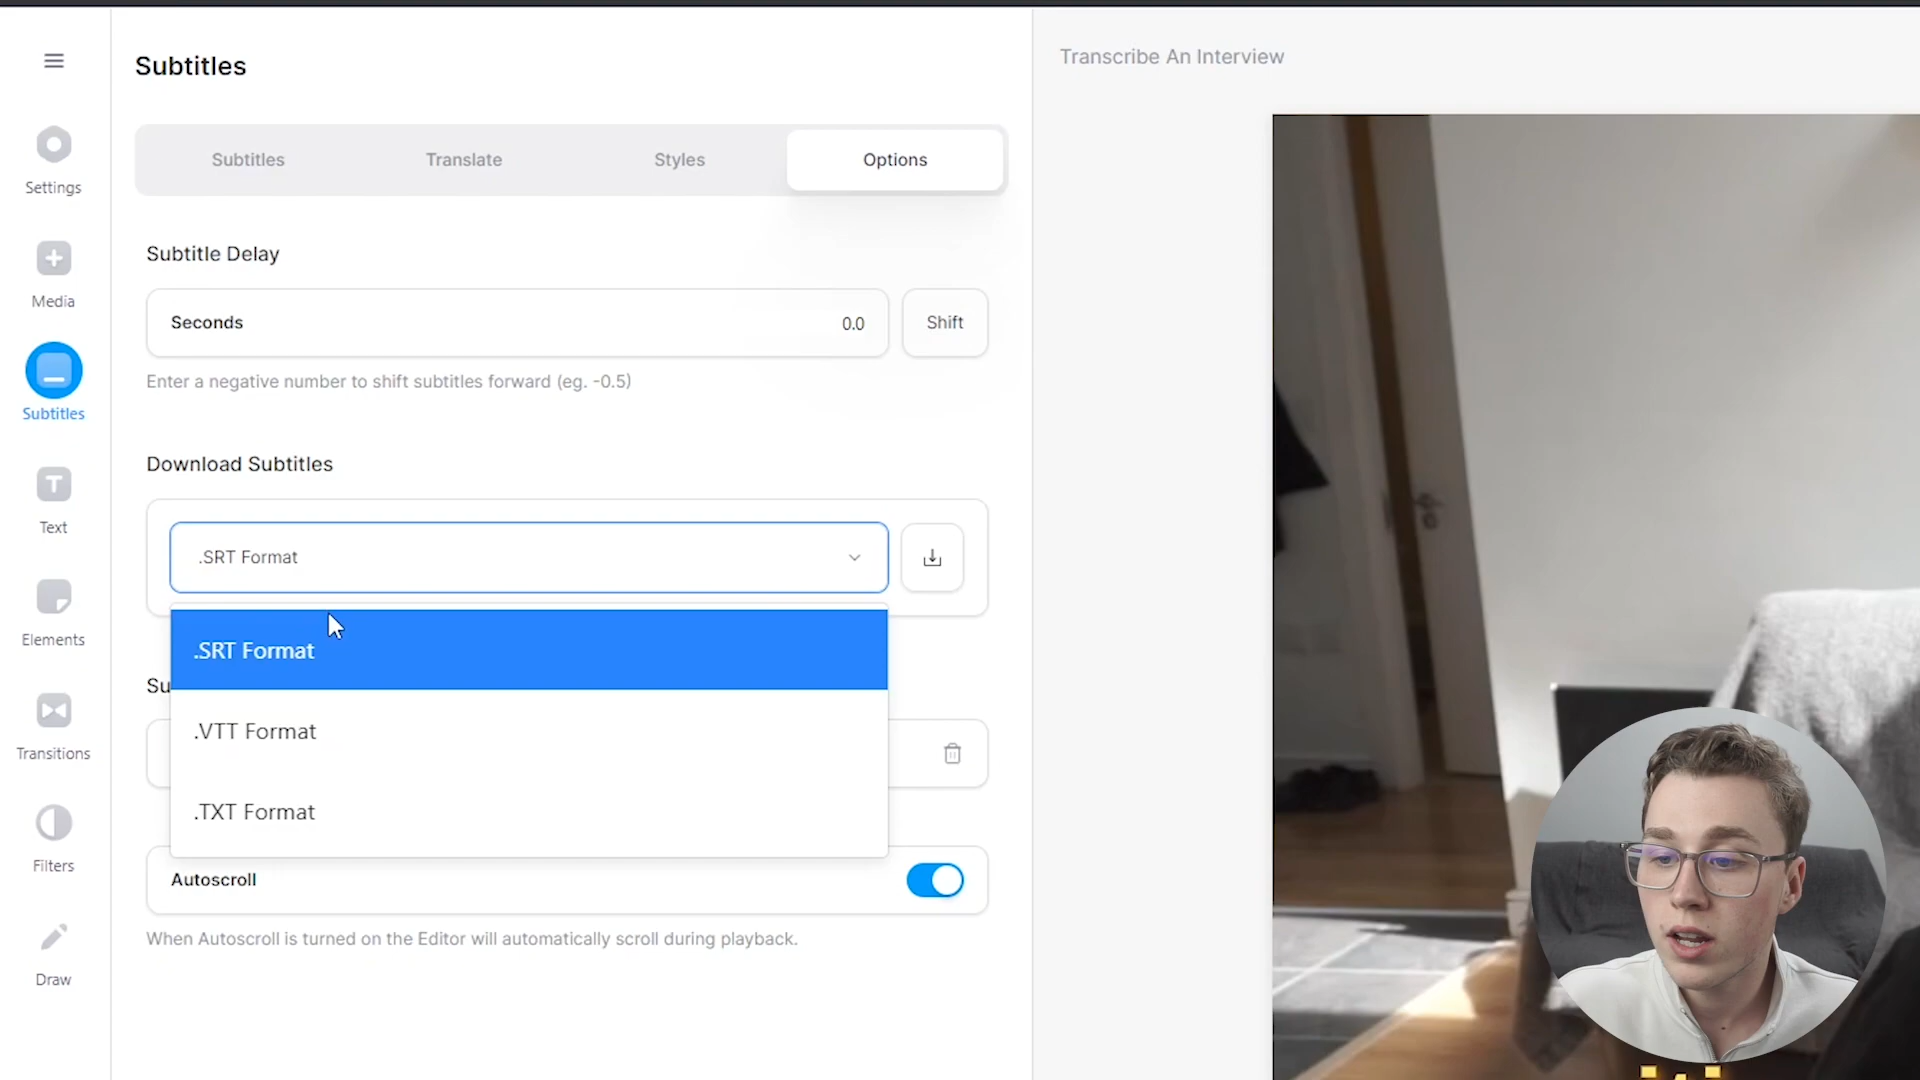 Subtitles
Transcribe An Interview
Subtitles
Translate
Styles
Options
Settings
Media
Subtitles
Text
Elements
Transitions
Filters
Draw
Subtitle Delay
Seconds
0.0
Shift
Enter a negative number to shift subtitles forward (eg. -0.5)
Download Subtitles
.SRT Format
.SRT Format
.VTT Format
.TXT Format
Su
Autoscroll
When Autoscroll is turned on the Editor will automatically scroll during playback.